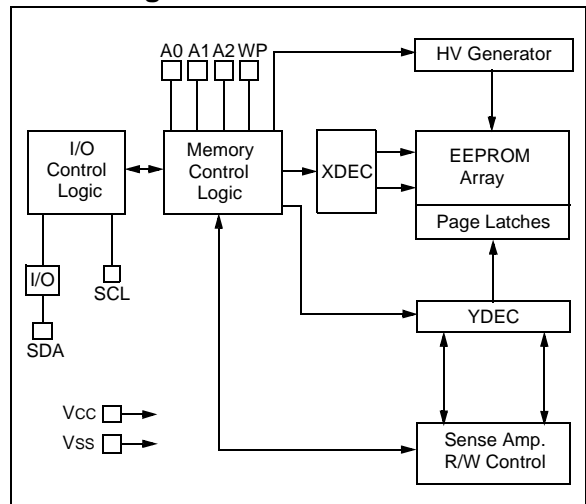 A0 A1 A2 WP
HV Generator
I/O
Control
Logic
Memory
Control
Logic
XDEC
EEPROM
Array
Page Latches
I/O
SCL
SDA
YDEC
Vcc
Vss
Sense Amp.
R/W Control